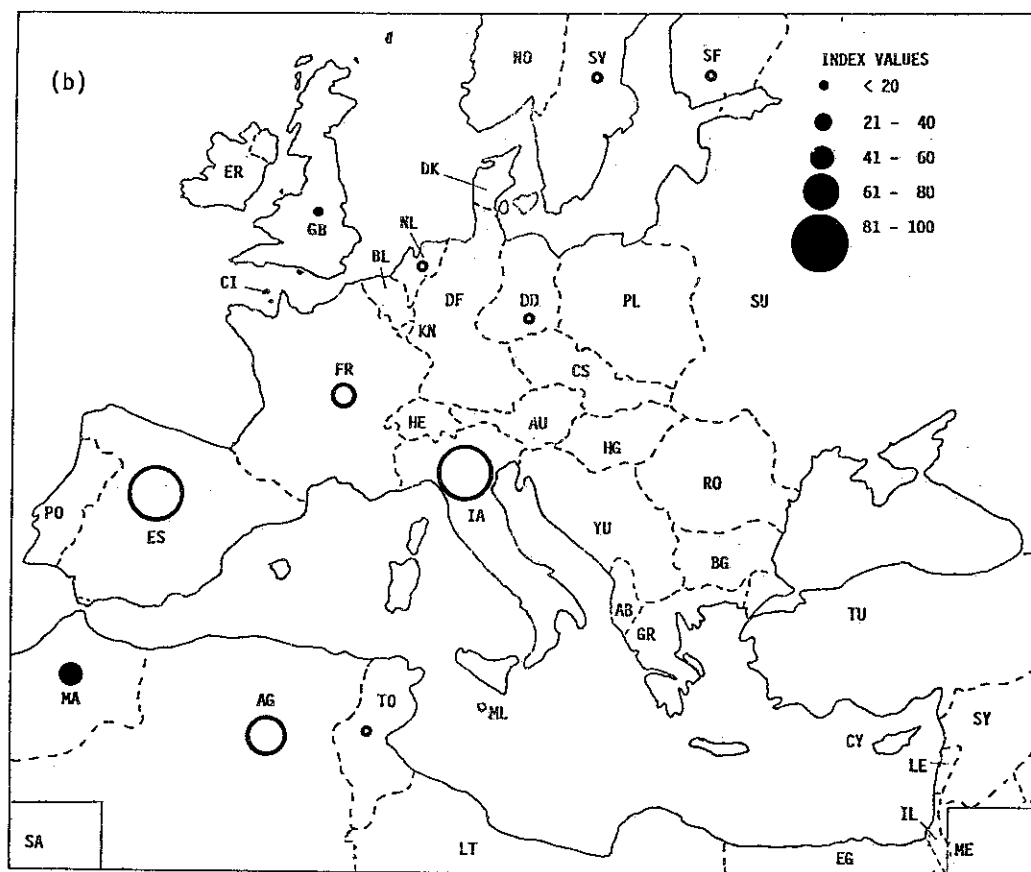 (b)
NO
SV
SF
INDEX VALUES
< 20
21 - 40
41 - 60
61 - 80
81 - 100
ER
DK
GB
NL
BL
CI
DF
DD
PL
SU
KN
CS
FR
HE
AU
HG
RO
PO
ES
IA
YU
BG
AB
GR
TU
MA
AG
TO
ML
CY
SY
LE
IL
SA
LT
EG
ME